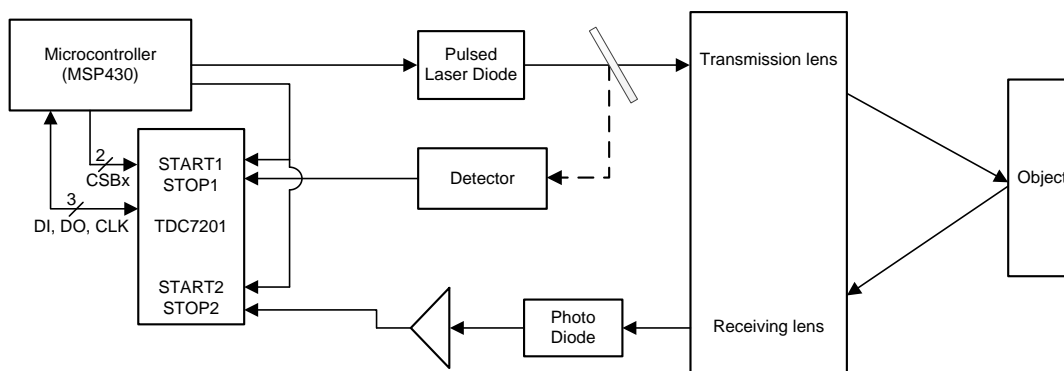 Microcontroller
(MSP430)
Pulsed
Laser Diode
Transmission lens
2
CSBx
START1
STOP1
Detector
Object
3
DI, DO, CLK
TDC7201
START2
STOP2
Photo
Diode
Receiving lens